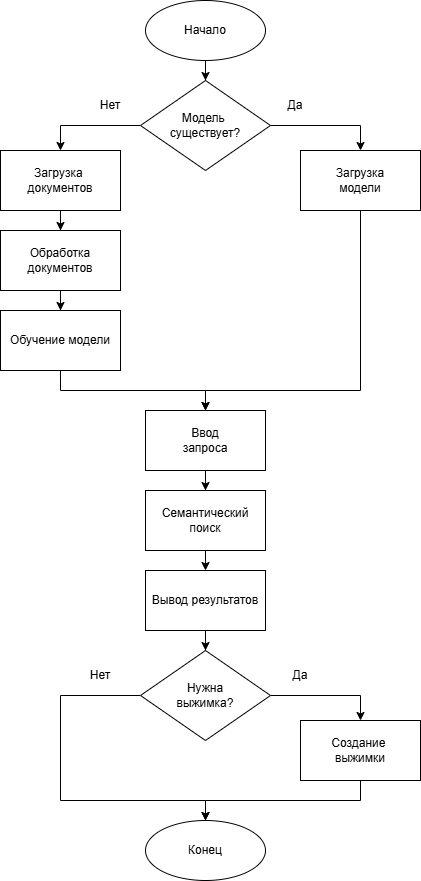 Начало
Нет
Да
Модель
существует?
Загрузка
документов
Загрузка
модели
Обработка
документов
Обучение модели
Ввод
запроса
Семантический
поиск
Вывод результатов
Нет
Да
Нужна
выжимка?
Создание
выжимки
Конец